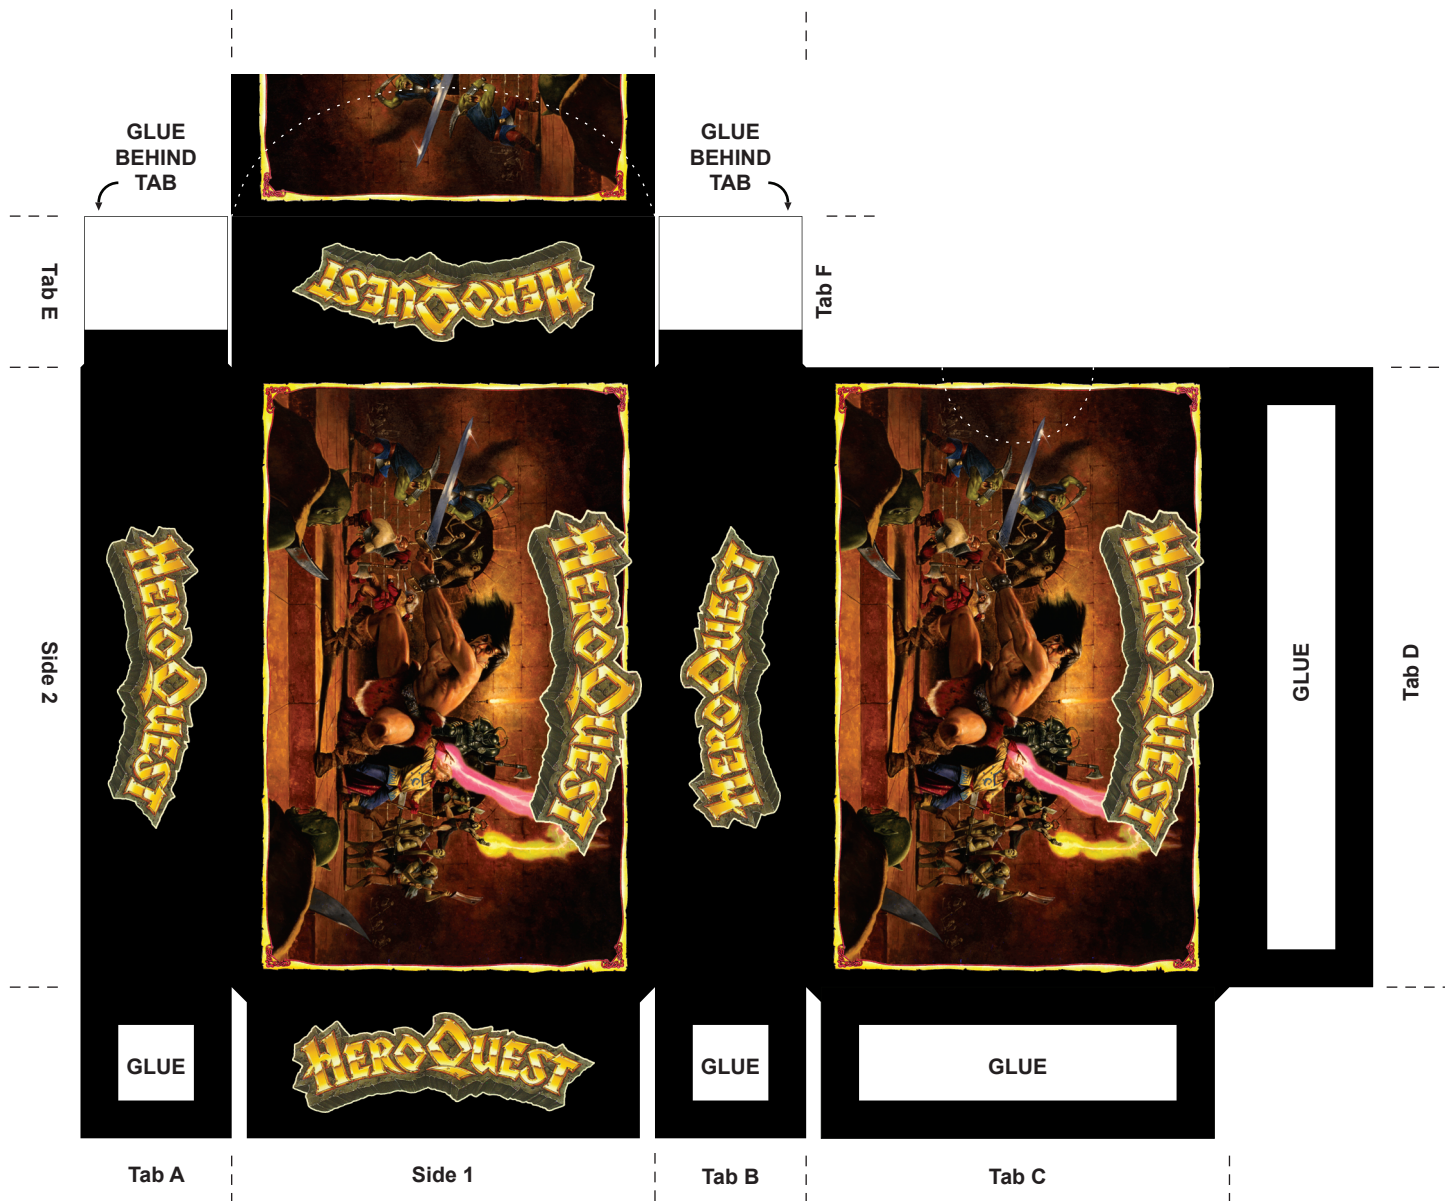 GLUE
BEHIND
TAB
GLUE
BEHIND
TAB
Tab E
HEROQUEST
Tab F
Side 2
HEROQUEST
HEROQUEST
HEROQUEST
HEROQUEST
GLUE
Tab D
GLUE
HEROQUEST
GLUE
GLUE
Tab A
Side 1
Tab B
Tab C